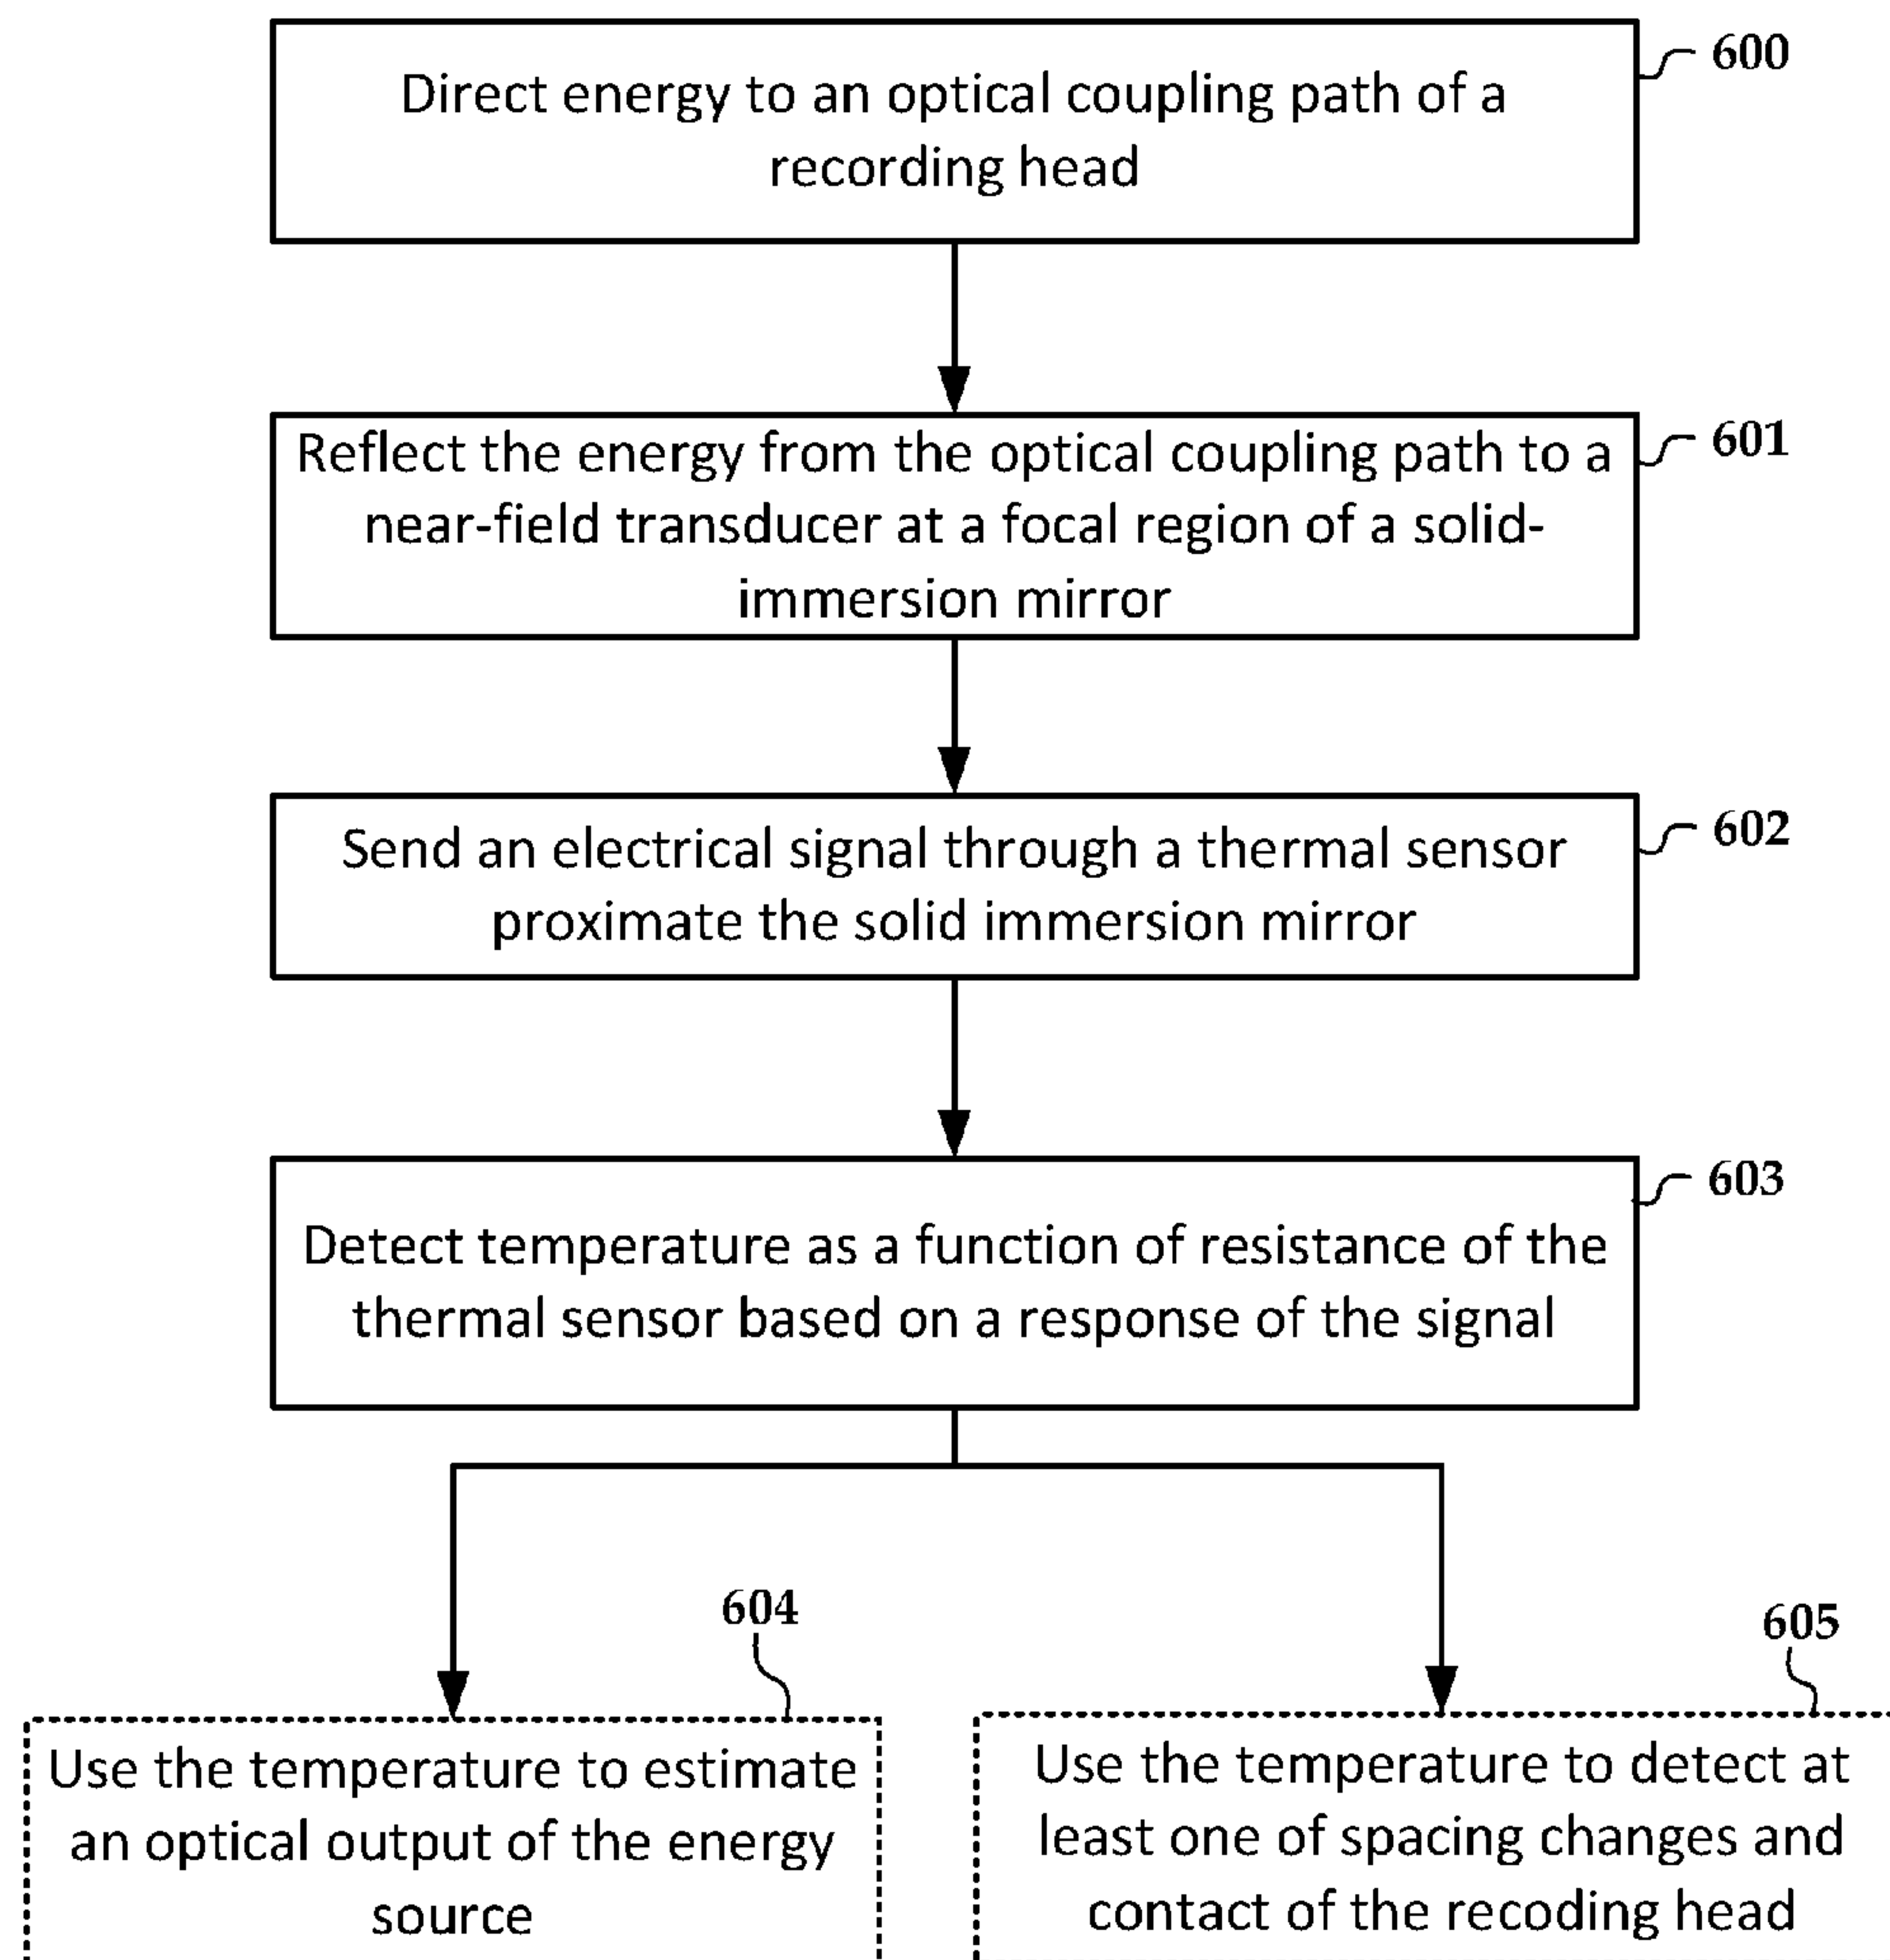 600
Direct energy to an optical coupling path of a
recording head
601
Reflect the energy from the optical coupling path to a
near-field transducer at a focal region of a solid-
immersion mirror
602
Send an electrical signal through a thermal sensor
proximate the solid immersion mirror
603
Detect temperature as a function of resistance of the
thermal sensor based on a response of the signal
604
Use the temperature to estimate
an optical output of the energy
source
605
Use the temperature to detect at
least one of spacing changes and
contact of the recoding head